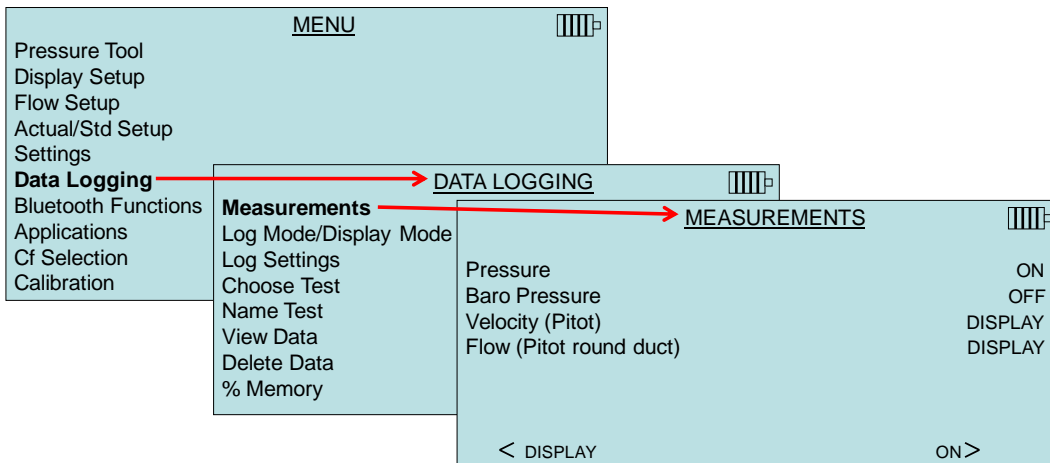 MENU
Pressure Tool
Display Setup
Flow Setup
Actual/Std Setup
Settings
Data Logging
Bluetooth Functions
Applications
Cf Selection
Calibration
DATA LOGGING
Measurements
Log Mode/Display Mode
Log Settings
Choose Test
Name Test
View Data
Delete Data
% Memory
MEASUREMENTS
Pressure ON
Baro Pressure OFF
Velocity (Pitot) DISPLAY
Flow (Pitot round duct) DISPLAY
< DISPLAY ON >